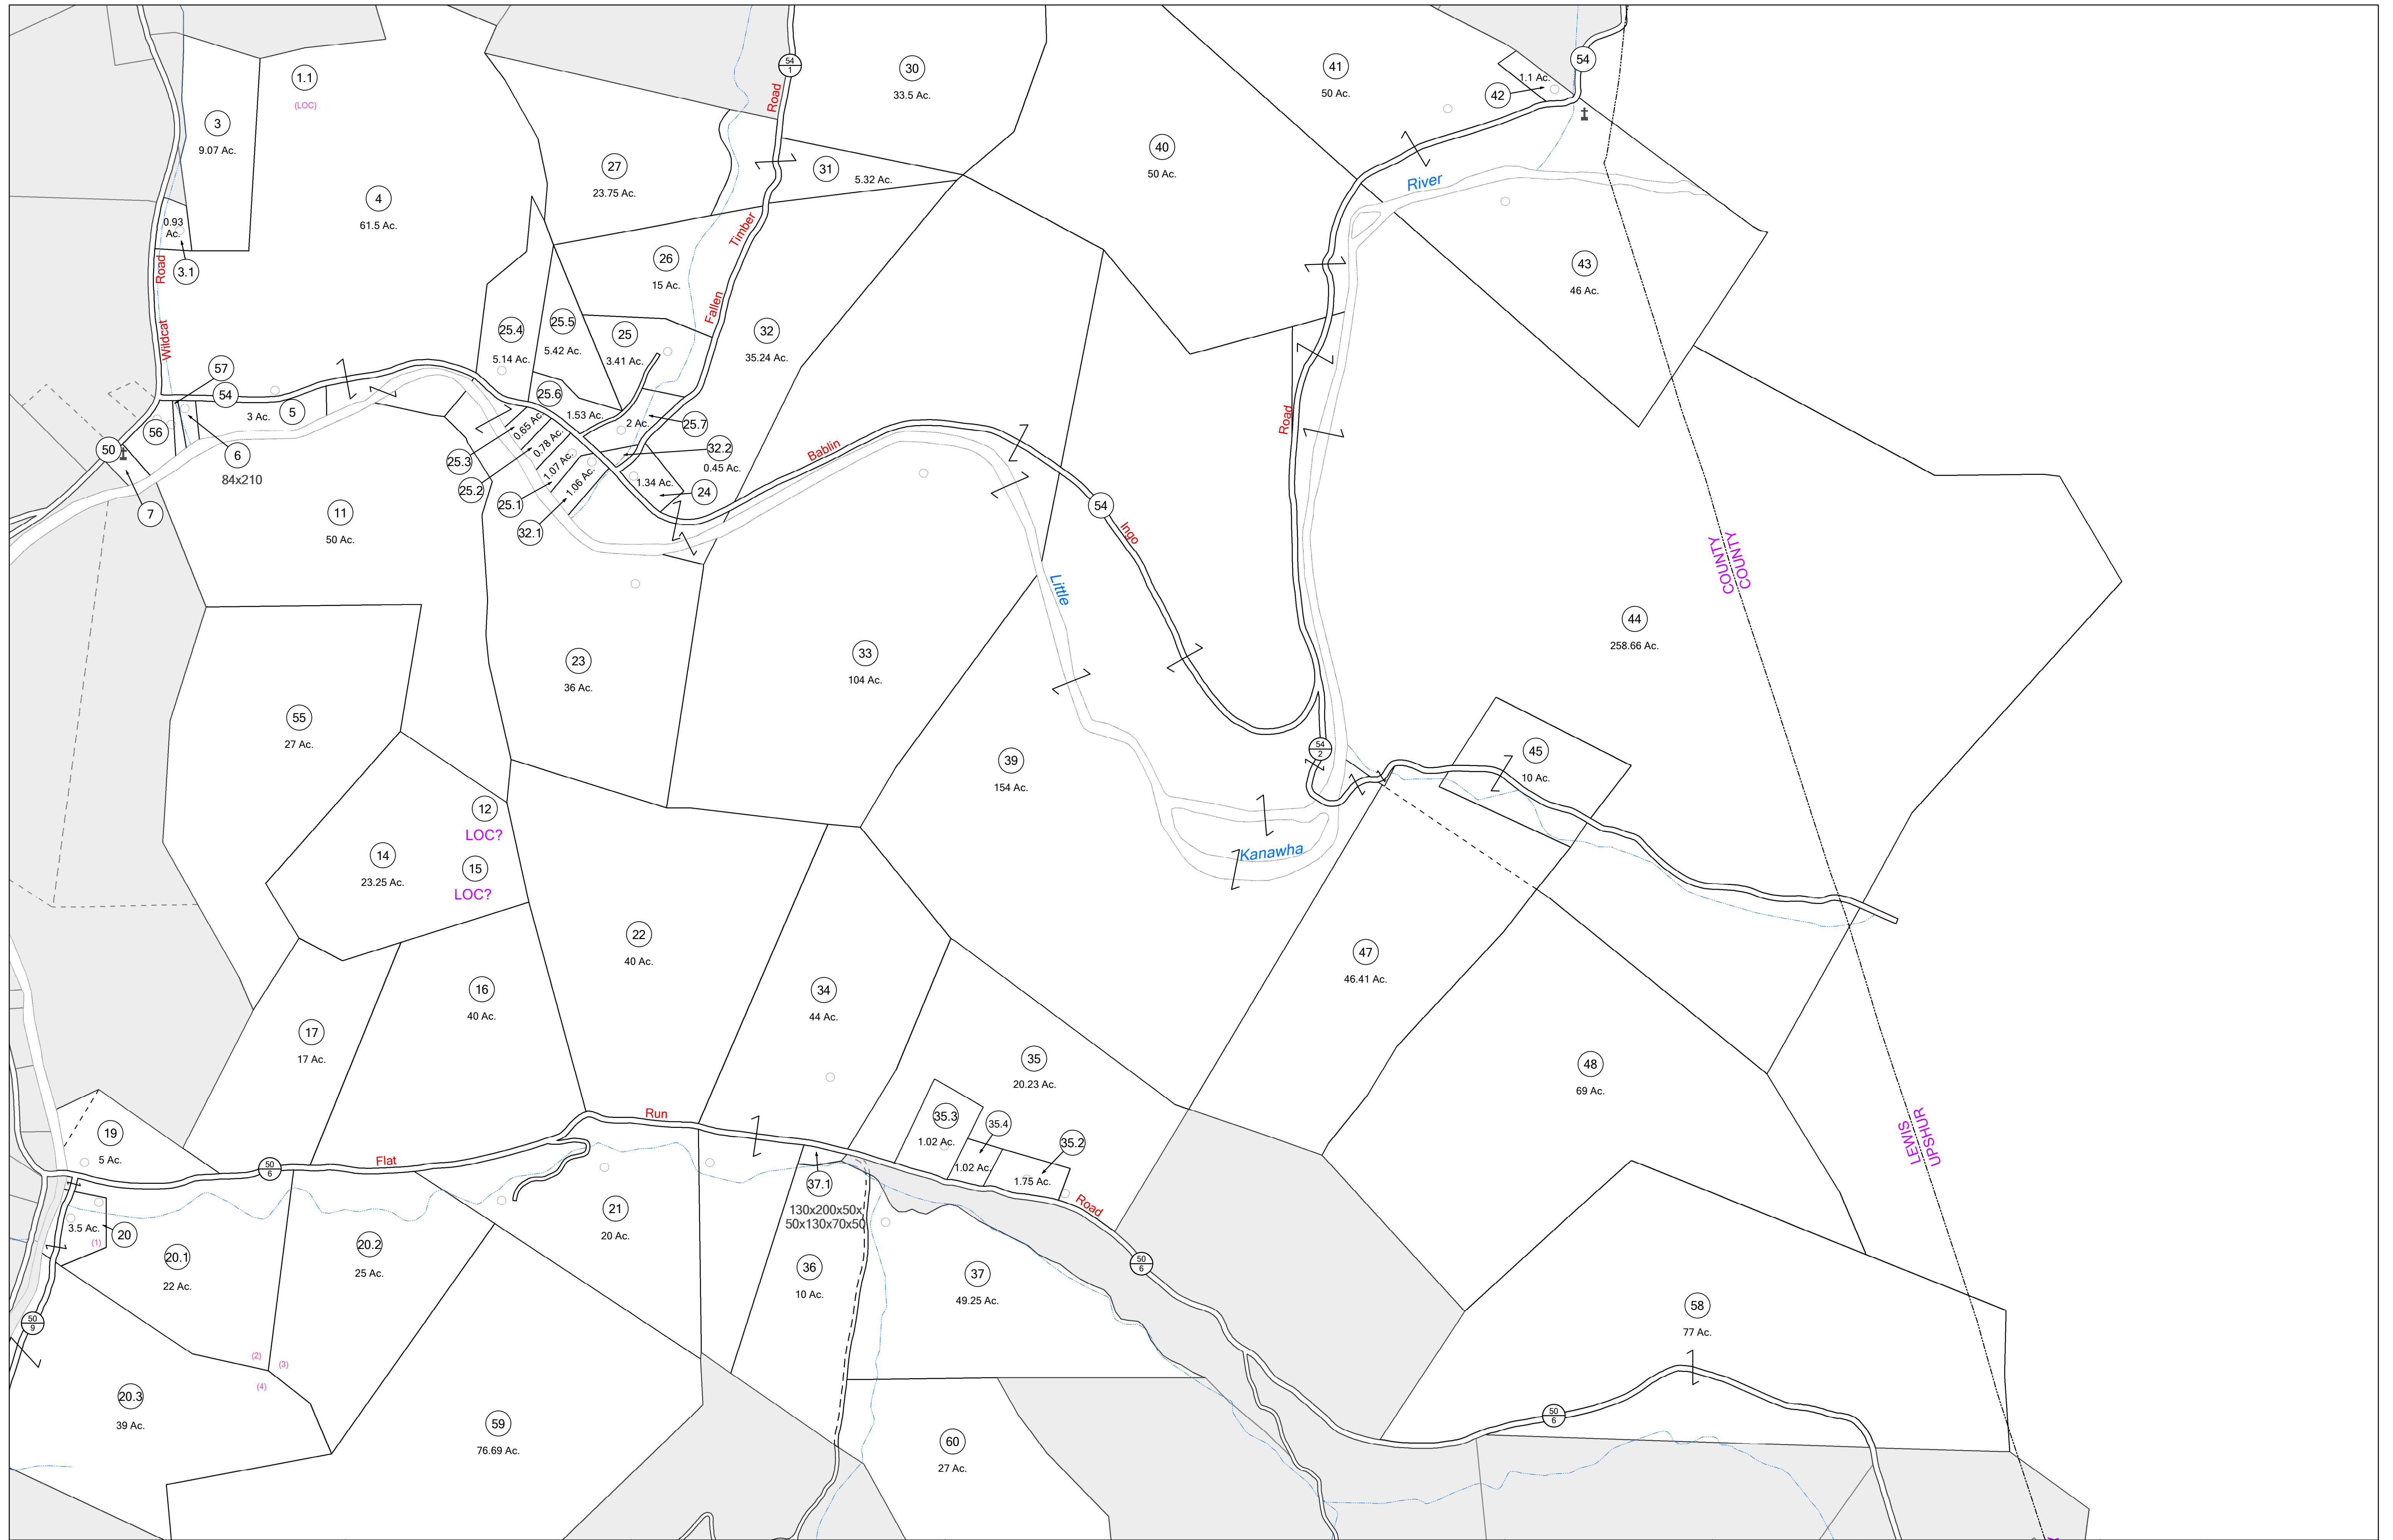 1.1
(LOC)
3
9.07 Ac.
4
61.5 Ac.
0.93
Ac.
3.1
Road
Wildcat
27
23.75 Ac.
54
1
Road
Timber
Fallen
30
33.5 Ac.
31
5.32 Ac.
40
50 Ac.
41
50 Ac.
42
1.1 Ac.
54
River
43
46 Ac.
26
15 Ac.
32
35.24 Ac.
25.4
5.14 Ac.
25.5
5.42 Ac.
25
3.41 Ac.
25.6
1.53 Ac.
2 Ac.
25.7
57
54
3 Ac.
5
56
50
6
84x210
7
0.65 Ac.
0.78 Ac.
1.07 Ac.
1.06 Ac.
25.3
25.2
25.1
32.1
32.2
0.45 Ac.
1.34 Ac.
24
Bablin
54
Ingo
Road
Little
COUNTY
COUNTY
11
50 Ac.
23
36 Ac.
33
104 Ac.
44
258.66 Ac.
55
27 Ac.
39
154 Ac.
54
2
45
10 Ac.
12
LOC?
14
23.25 Ac.
15
LOC?
Kanawha
22
40 Ac.
47
46.41 Ac.
16
40 Ac.
34
44 Ac.
17
17 Ac.
35
20.23 Ac.
48
69 Ac.
35.3
1.02 Ac.
35.4
1.02 Ac.
35.2
1.75 Ac.
LEWIS
UPSHUR
19
5 Ac.
Run
Flat
50
6
37.1
130x200x50x
50x130x70x50
Road
3.5 Ac.
20
(1)
20.1
22 Ac.
20.2
25 Ac.
21
20 Ac.
36
10 Ac.
37
49.25 Ac.
50
6
50
9
58
77 Ac.
(2)
(3)
(4)
20.3
39 Ac.
59
76.69 Ac.
60
27 Ac.
50
6